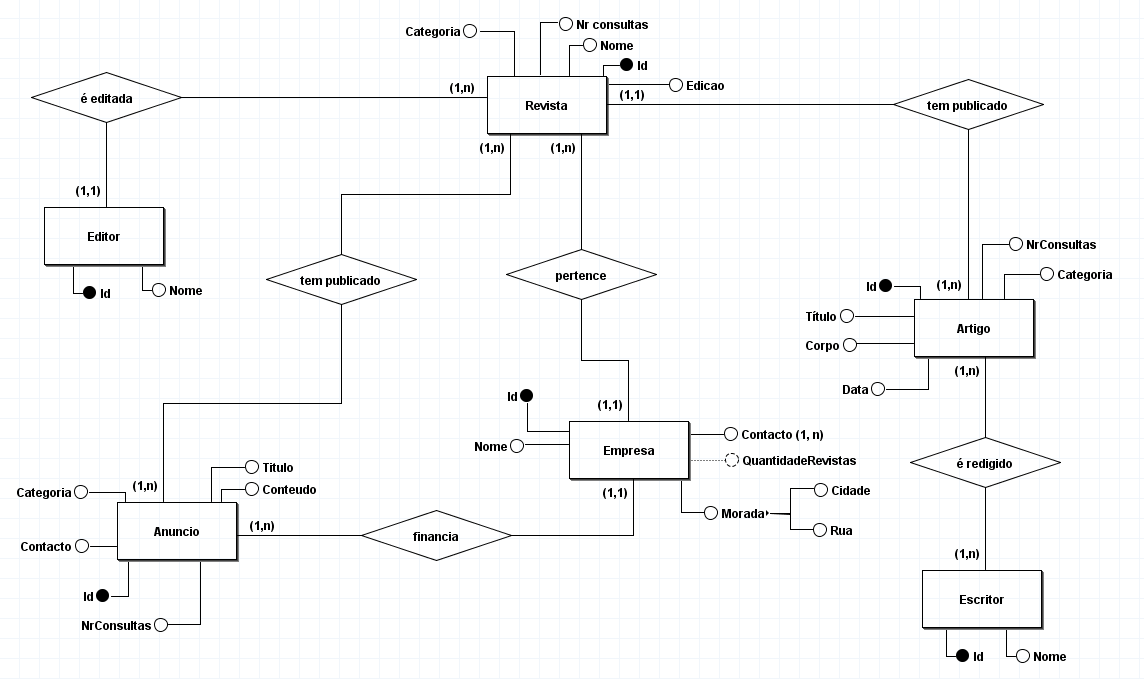 Categoria
Nr consultas
Nome
Id
Edicao
Revista
(1,n)
(1,1)
(1,n)
(1,n)
é editada
tem publicado
(1,1)
Editor
Id
Nome
tem publicado
pertence
NrConsultas
Categoria
Id
(1,n)
Título
Artigo
Corpo
Data
(1,n)
Id
(1,1)
Nome
Empresa
Contacto (1, n)
QuantidadeRevistas
(1,1)
Morada
Cidade
Rua
é redigido
Titulo
Conteudo
Categoria
(1,n)
Anuncio
(1,n)
financia
Contacto
Id
NrConsultas
(1,n)
Escritor
Id
Nome